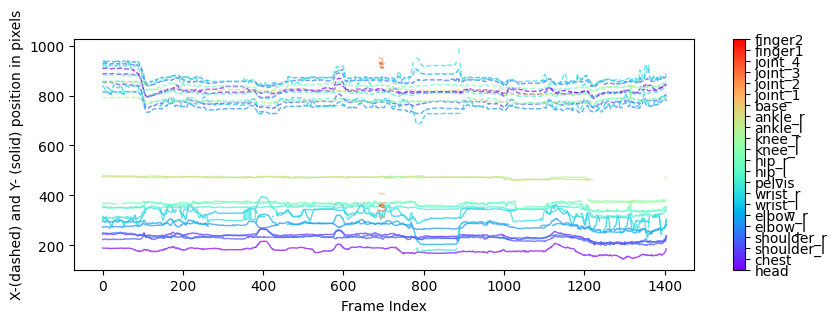 X-(dashed) and Y- (solid) position in pixels
1000
800
600
400
200
0
200
400
600
800
1000
1200
1400
Frame Index
finger2
finger1
joint_4
joint_3
joint_2
joint_1
base
ankle_r
ankle_l
knee_r
knee_l
hip_r
hip_l
pelvis
wrist_r
wrist_l
elbow_r
elbow_l
shoulder_r
shoulder_l
chest
head